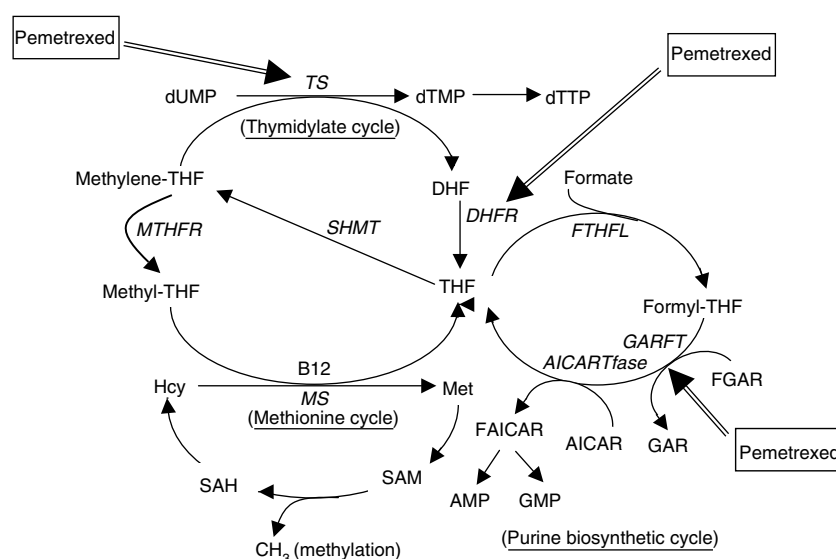 Pemetrexed
Pemetrexed
TS
dUMP
dTMP
dTTP
(Thymidylate cycle)
Methylene-THF
DHF
Formate
DHFR
MTHFR
SHMT
FTHFL
Methyl-THF
THF
Formyl-THF
GARFT
AICARTfase
B12
Hcy
Met
FGAR
MS
(Methionine cycle)
FAICAR
AICAR
GAR
Pemetrexed
SAH
SAM
AMP
GMP
CH3 (methylation)
(Purine biosynthetic cycle)